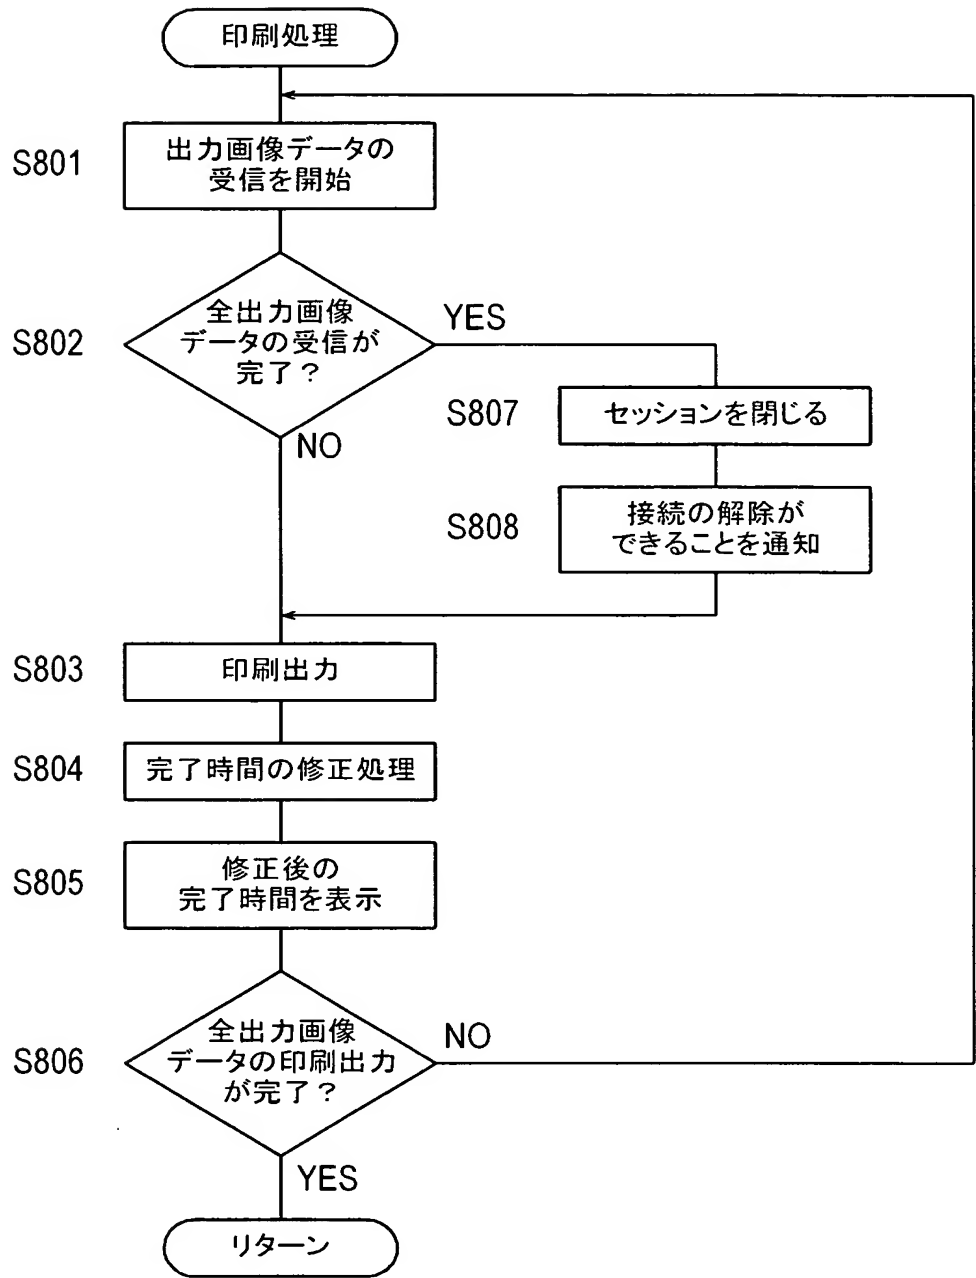 印刷処理
S801
出力画像データの
受信を開始
S802
全出力画像
データの受信が
完了?
YES
NO
S807
セッションを閉じる
S808
接続の解除が
できることを通知
S803
印刷出力
S804
完了時間の修正処理
S805
修正後の
完了時間を表示
S806
全出力画像
データの印刷出力
が完了?
NO
YES
リターン